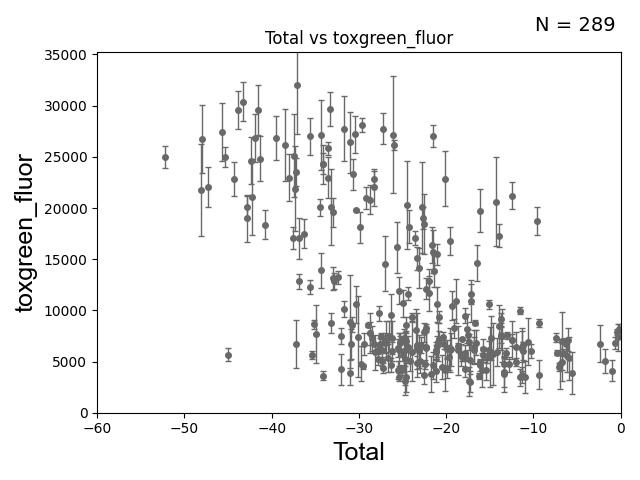 N = 289
Total vs toxgreen_fluor
toxgreen_fluor
35000
30000
25000
20000
15000
10000
5000
0
−60 −50 −40 −30 −20 −10 0
Total